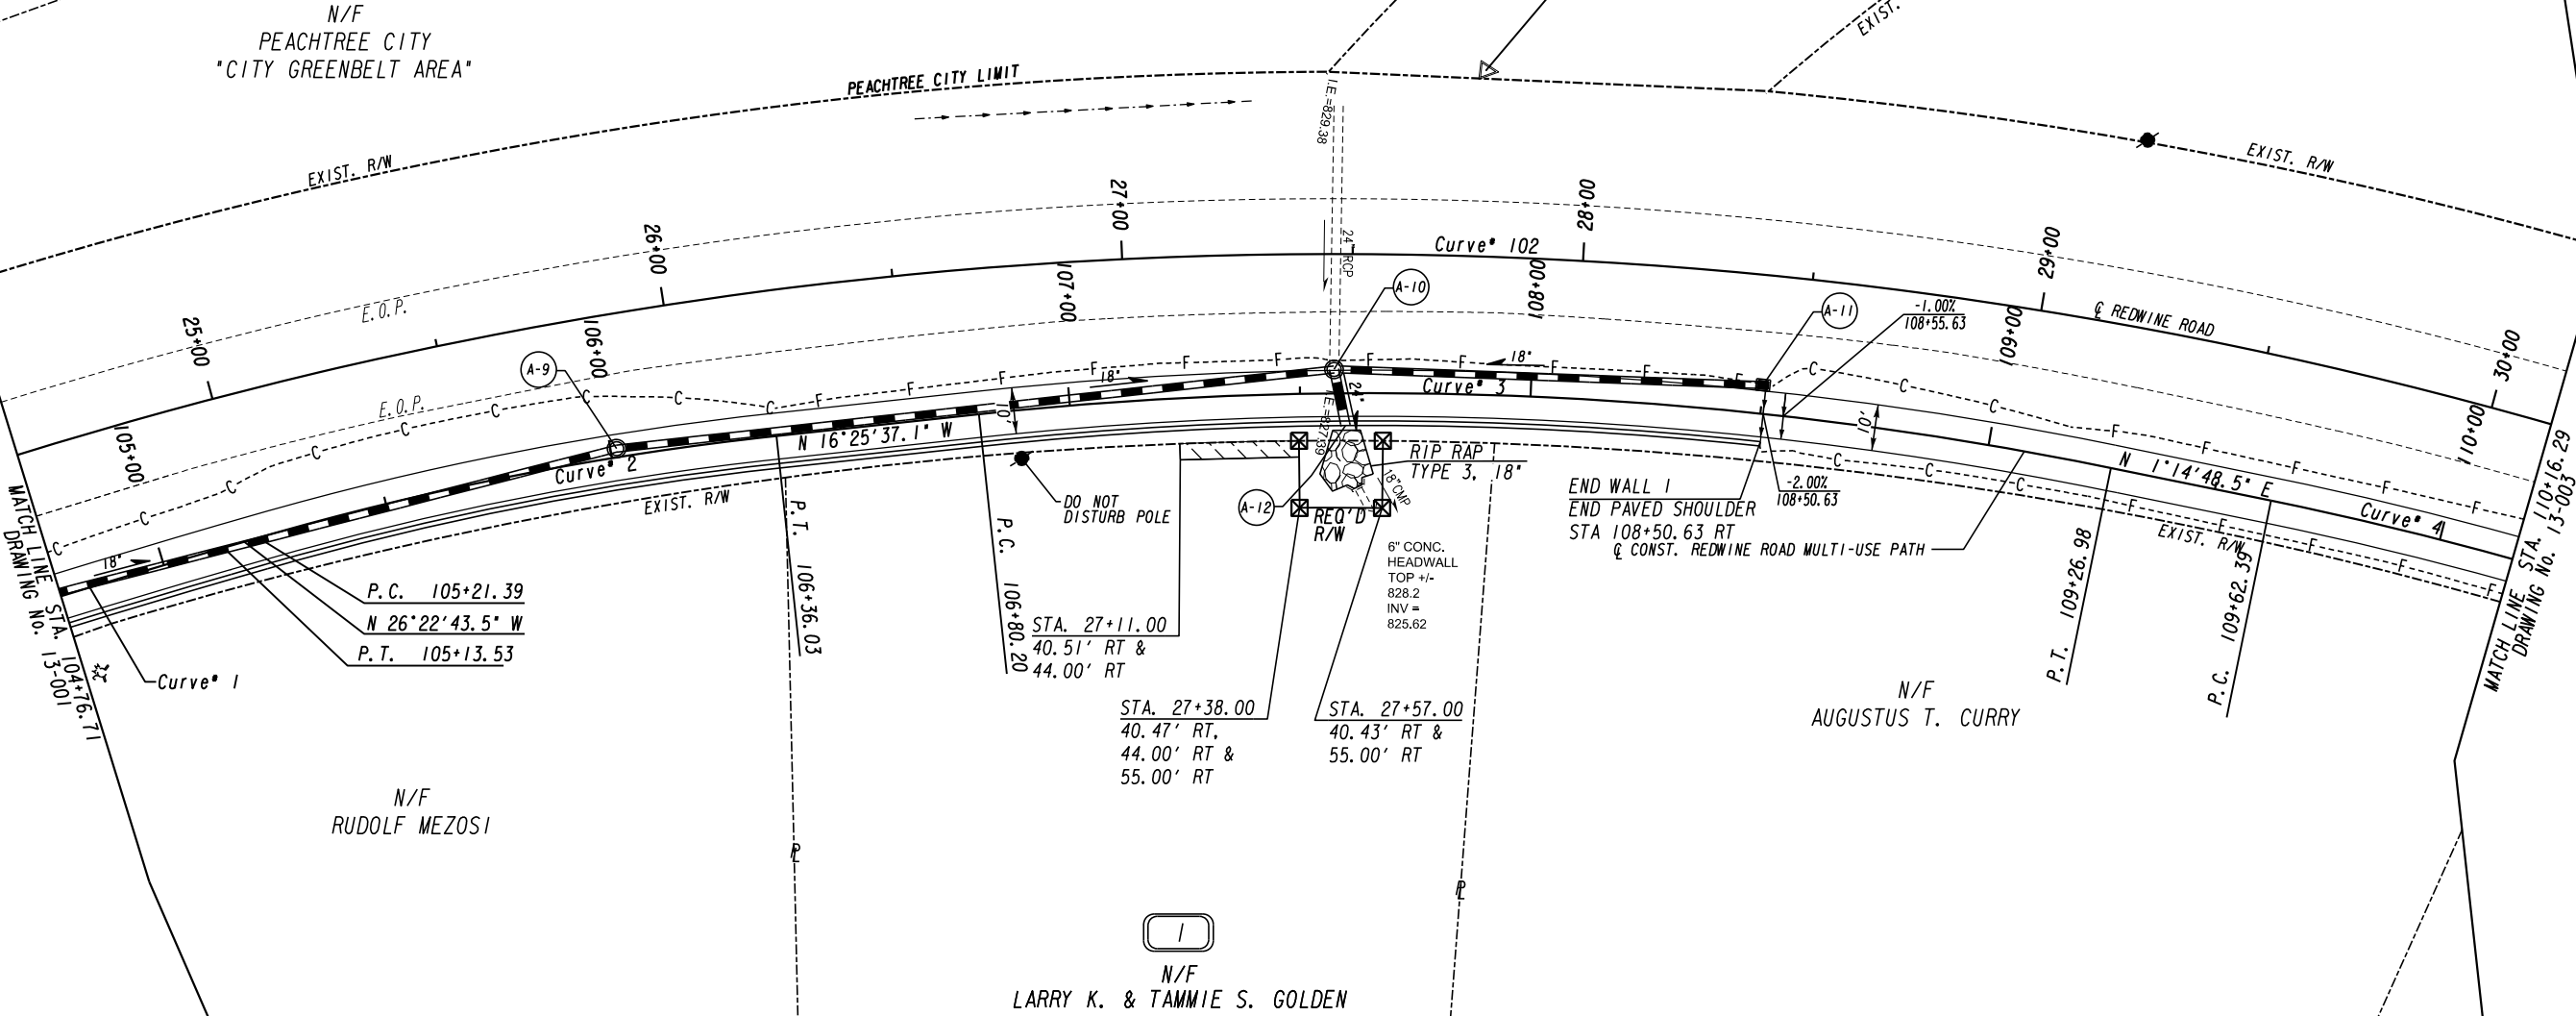 N/F
PEACHTREE CITY
"CITY GREENBELT AREA"
PEACHTREE CITY LIMIT
EXIST.
EXIST. R/W
EXIST. R/W
I.E.=829.38
24" RCP
25+00
26+00
27+00
28+00
29+00
30+00
Curve# 102
℄ REDWINE ROAD
E.O.P.
E.O.P.
105+00
106+00
107+00
108+00
109+00
110+00
A-9
A-10
A-11
A-12
-1.00%
108+55.63
-2.00%
108+50.63
18"
18"
18"
24"
I.E.=827.39
10'
10'
C C C C C C C C
F F F F F F F F F F F
C C C F F F F F
C C C F F F F F
Curve# 1
Curve# 2
Curve# 3
Curve# 4
N 16°25'37.1" W
N 1°14'48.5" E
EXIST. R/W
EXIST. R/W
MATCH LINE STA. 104+76.71
DRAWING No. 13-001
MATCH LINE STA. 110+16.29
DRAWING No. 13-003
P.C. 105+21.39
N 26°22'43.5" W
P.T. 105+13.53
P.T. 106+36.03
P.C. 106+80.20
P.T. 109+26.98
P.C. 109+62.39
DO NOT
DISTURB POLE
RIP RAP
TYPE 3, 18"
18" CMP
REQ'D
R/W
6" CONC.
HEADWALL
TOP +/-
828.2
INV =
825.62
END WALL 1
END PAVED SHOULDER
STA 108+50.63 RT
℄ CONST. REDWINE ROAD MULTI-USE PATH
STA. 27+11.00
40.51' RT &
44.00' RT
STA. 27+38.00
40.47' RT,
44.00' RT &
55.00' RT
STA. 27+57.00
40.43' RT &
55.00' RT
N/F
AUGUSTUS T. CURRY
N/F
RUDOLF MEZOSI
PL
PL
1
N/F
LARRY K. & TAMMIE S. GOLDEN